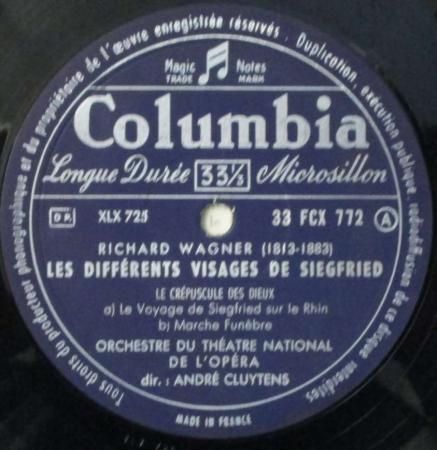 Tous droits du producteur phonographique et du propriétaire de l'œuvre enregistrée réservés. Duplication, exécution publique, radiodiffusion de ce disque interdites
Magic Notes
TRADE MARK
Columbia
Longue Durée 33⅓ Microsillon
DP. XLX 725 33 FCX 772 A
RICHARD WAGNER (1813-1883)
LES DIFFÉRENTS VISAGES DE SIEGFRIED
LE CRÉPUSCULE DES DIEUX
a) Le Voyage de Siegfried sur le Rhin
b) Marche Funèbre
ORCHESTRE DU THÉATRE NATIONAL
DE L'OPÉRA
dir. : ANDRÉ CLUYTENS
MADE IN FRANCE